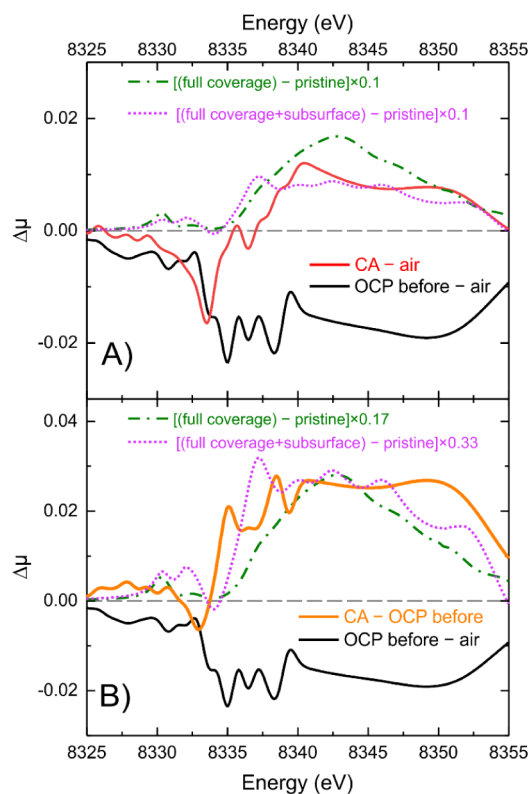 Energy (eV)
8325 8330 8335 8340 8345 8350 8355
[(full coverage) − pristine]×0.1
[(full coverage+subsurface) − pristine]×0.1
0.02
0.00
-0.02
Δμ
CA − air
OCP before − air
A)
[(full coverage) − pristine]×0.17
[(full coverage+subsurface) − pristine]×0.33
0.04
0.02
0.00
-0.02
Δμ
CA − OCP before
OCP before − air
B)
8325 8330 8335 8340 8345 8350 8355
Energy (eV)